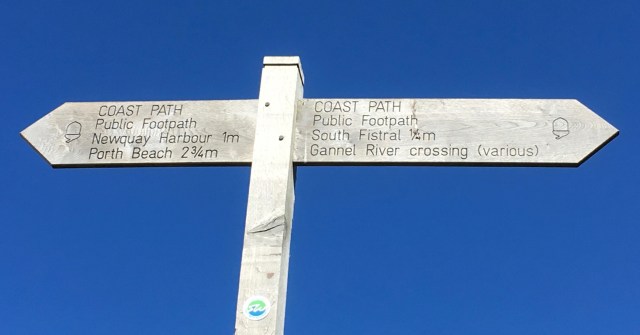 COAST PATH
Public Footpath
Newquay Harbour 1m
Porth Beach 2¾m
COAST PATH
Public Footpath
South Fistral ¼m
Gannel River crossing (various)